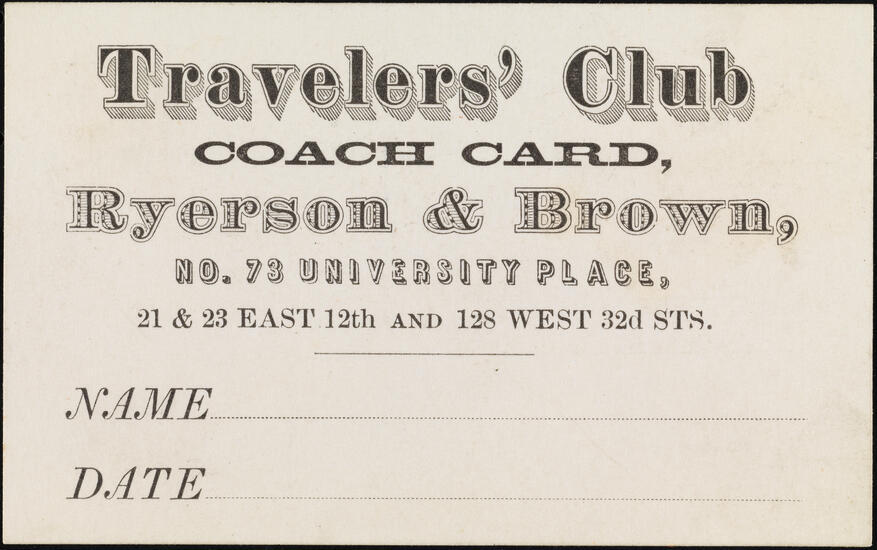 Travelers' Club
COACH CARD,
Ryerson & Brown,
NO. 73 UNIVERSITY PLACE,
21 & 23 EAST 12th AND 128 WEST 32d STS.
NAME
DATE